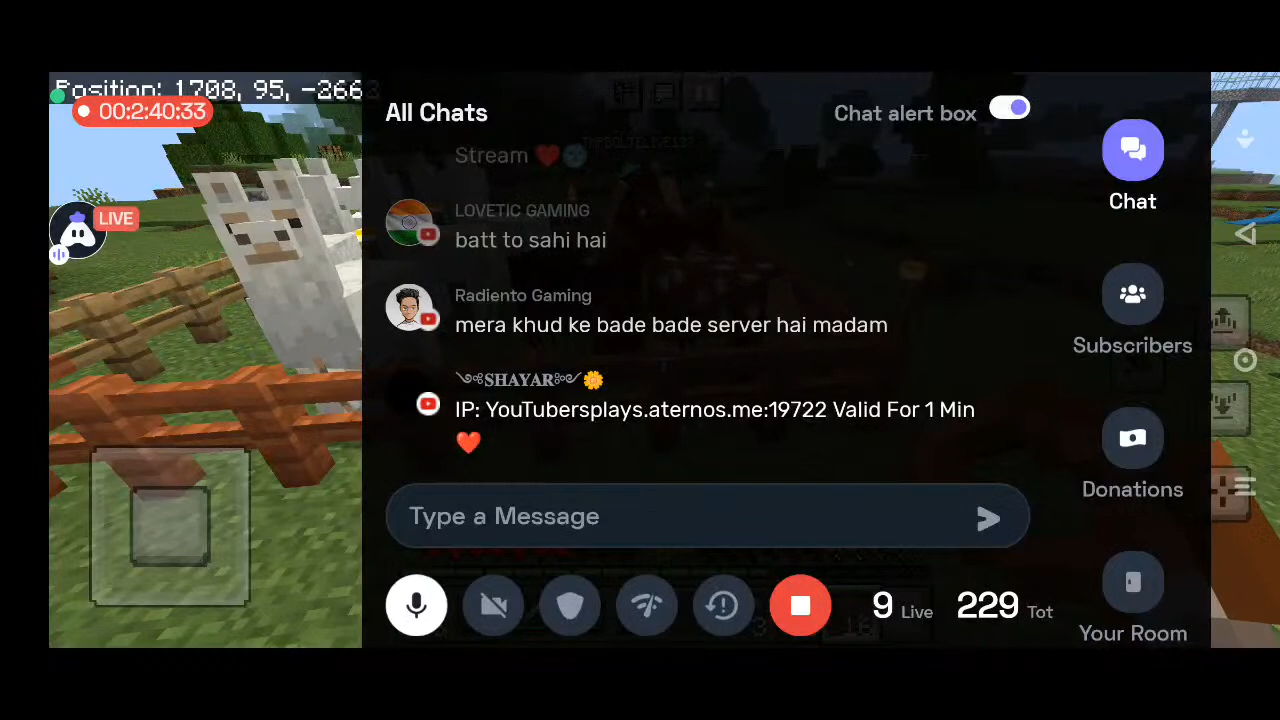 Position: 1708, 95, -266
00:2:40:33
LIVE
All Chats
Chat alert box
Stream ❤️🌚
LOVETIC GAMING
batt to sahi hai
Radiento Gaming
mera khud ke bade bade server hai madam
༺SHAYAR༻🌼
IP: YouTubersplays.aternos.me:19722 Valid For 1 Min
❤️
Type a Message
9 Live 229 Tot
Chat
Subscribers
Donations
Your Room